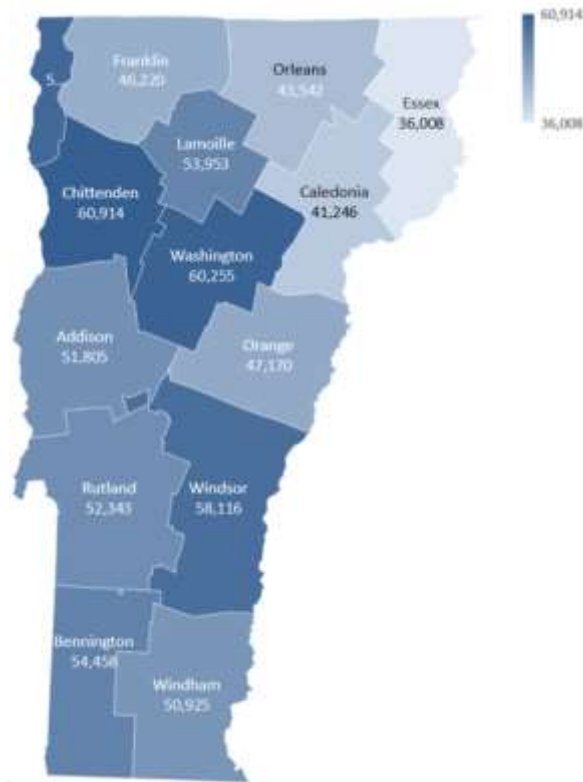 60,914
36,008
Franklin
46,220
Orleans
43,542
Essex
36,008
5...
Lamoille
53,953
Chittenden
60,914
Caledonia
41,246
Washington
60,255
Addison
51,805
Orange
47,170
Rutland
52,343
Windsor
58,116
Bennington
54,458
Windham
50,925